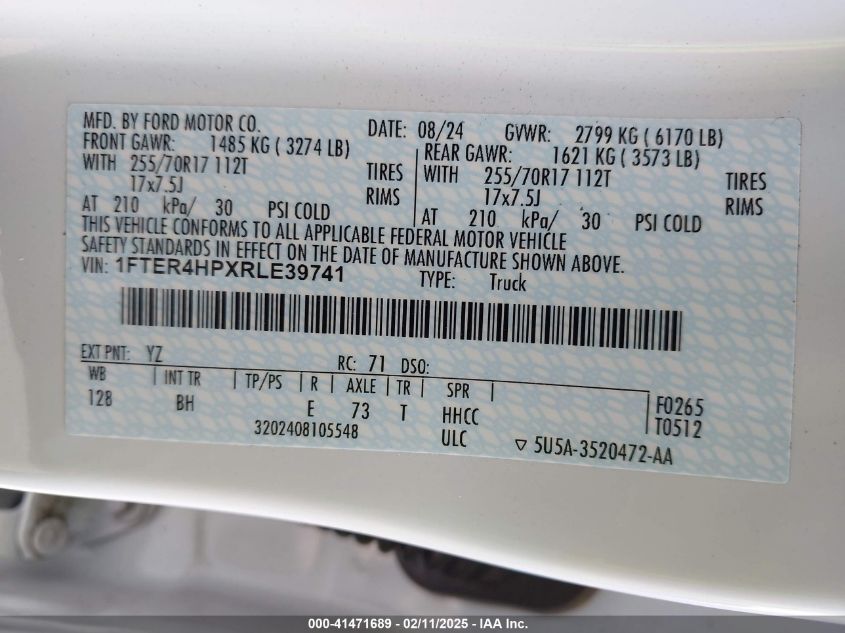 MFD. BY FORD MOTOR CO. DATE: 08/24 GVWR: 2799 KG ( 6170 LB)
FRONT GAWR: 1485 KG ( 3274 LB) REAR GAWR: 1621 KG ( 3573 LB)
WITH 255/70R17 112T TIRES WITH 255/70R17 112T TIRES
17x7.5J RIMS 17x7.5J RIMS
AT 210 kPa/ 30 PSI COLD AT 210 kPa/ 30 PSI COLD
THIS VEHICLE CONFORMS TO ALL APPLICABLE FEDERAL MOTOR VEHICLE
SAFETY STANDARDS IN EFFECT ON THE DATE OF MANUFACTURE SHOWN ABOVE.
VIN: 1FTER4HPXRLE39741 TYPE: Truck
EXT PNT: YZ RC: 71 DSO:
WB INT TR TP/PS R AXLE TR SPR
128 BH E 73 T HHCC F0265
ULC T0512
3202408105548 ▽ 5U5A-3520472-AA
000-41471689 - 02/11/2025 - IAA Inc.